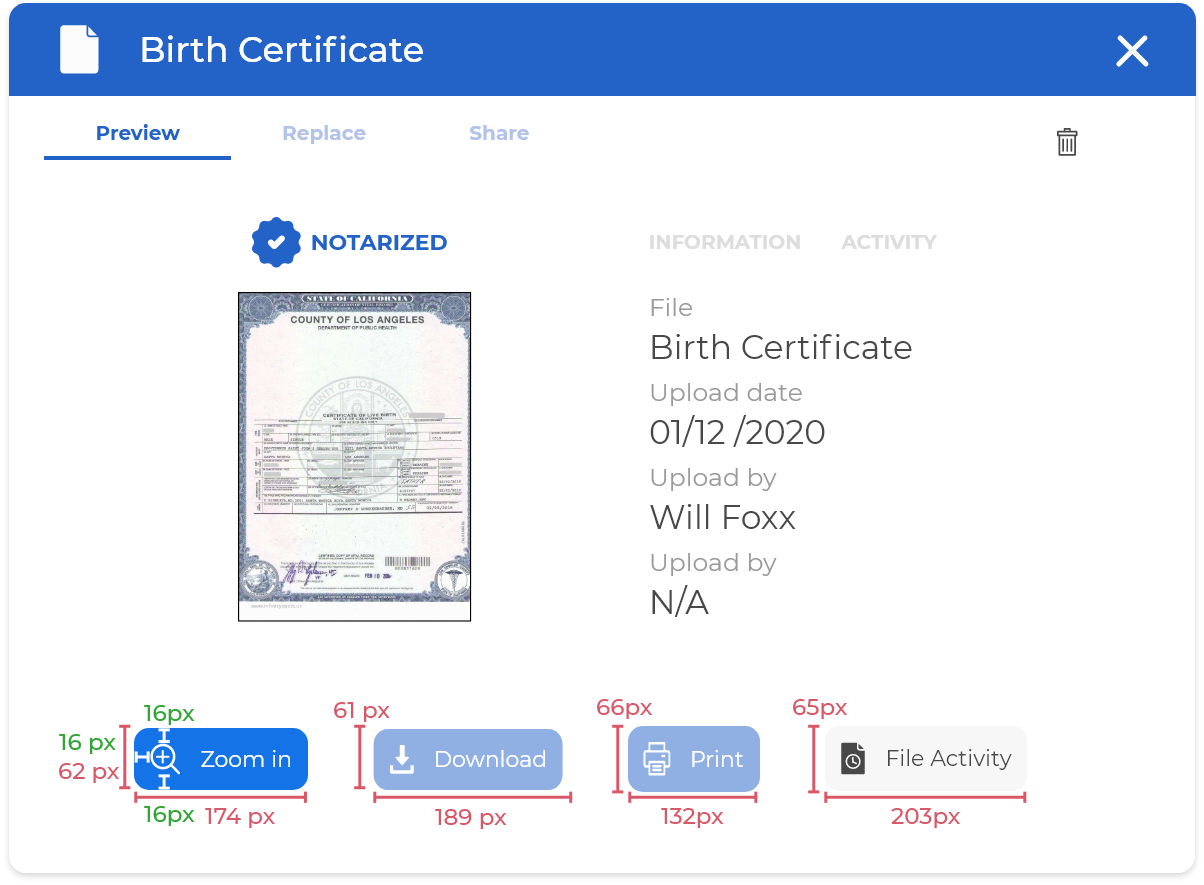 Birth Certificate
Preview
Replace
Share
NOTARIZED
INFORMATION
ACTIVITY
STATE OF CALIFORNIA
COUNTY OF LOS ANGELES
DEPARTMENT OF PUBLIC HEALTH
CERTIFICATE OF LIVE BIRTH
STATE OF CALIFORNIA
File
Birth Certificate
Upload date
01/12 /2020
Upload by
Will Foxx
Upload by
N/A
16px
61 px
66px
65px
16 px
62 px
Zoom in
Download
Print
File Activity
16px
174 px
189 px
132px
203px